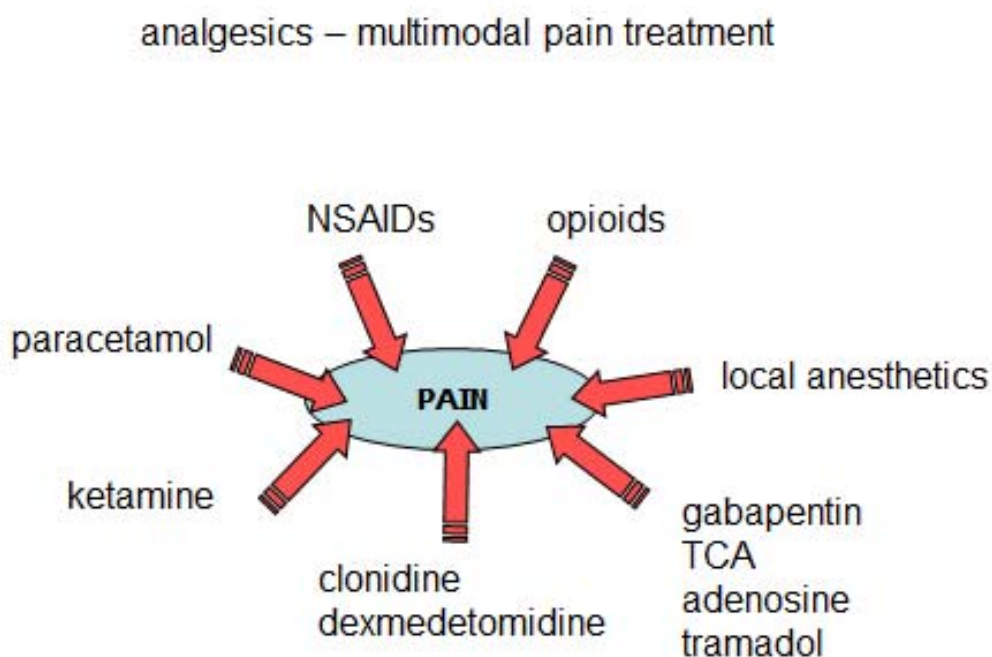 analgesics – multimodal pain treatment
NSAIDs
opioids
paracetamol
local anesthetics
PAIN
ketamine
clonidine
dexmedetomidine
gabapentin
TCA
adenosine
tramadol